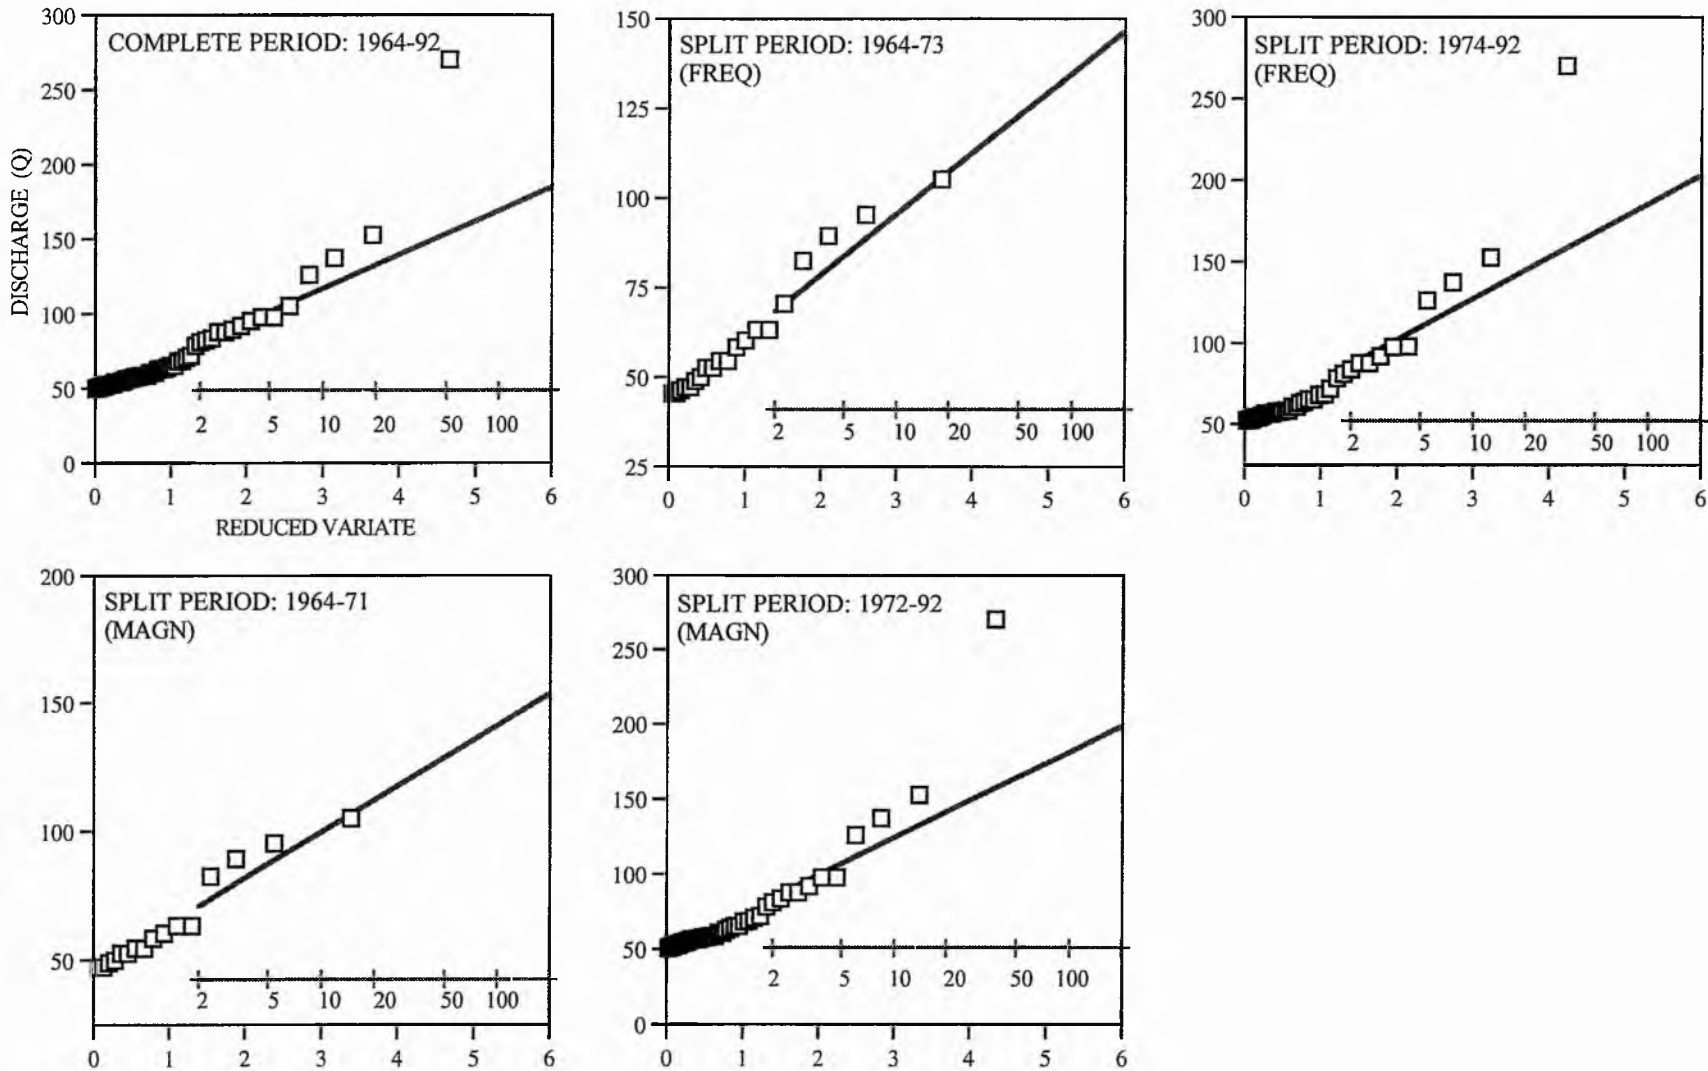 COMPLETE PERIOD: 1964-92
300
250
200
150
100
50
0
DISCHARGE (Q)
2 5 10 20 50 100
0 1 2 3 4 5 6
REDUCED VARIATE
SPLIT PERIOD: 1964-73
(FREQ)
150
125
100
75
50
25
2 5 10 20 50 100
0 1 2 3 4 5 6
SPLIT PERIOD: 1974-92
(FREQ)
300
250
200
150
100
50
2 5 10 20 50 100
0 1 2 3 4 5 6
SPLIT PERIOD: 1964-71
(MAGN)
200
150
100
50
2 5 10 20 50 100
0 1 2 3 4 5 6
SPLIT PERIOD: 1972-92
(MAGN)
300
250
200
150
100
50
0
2 5 10 20 50 100
0 1 2 3 4 5 6